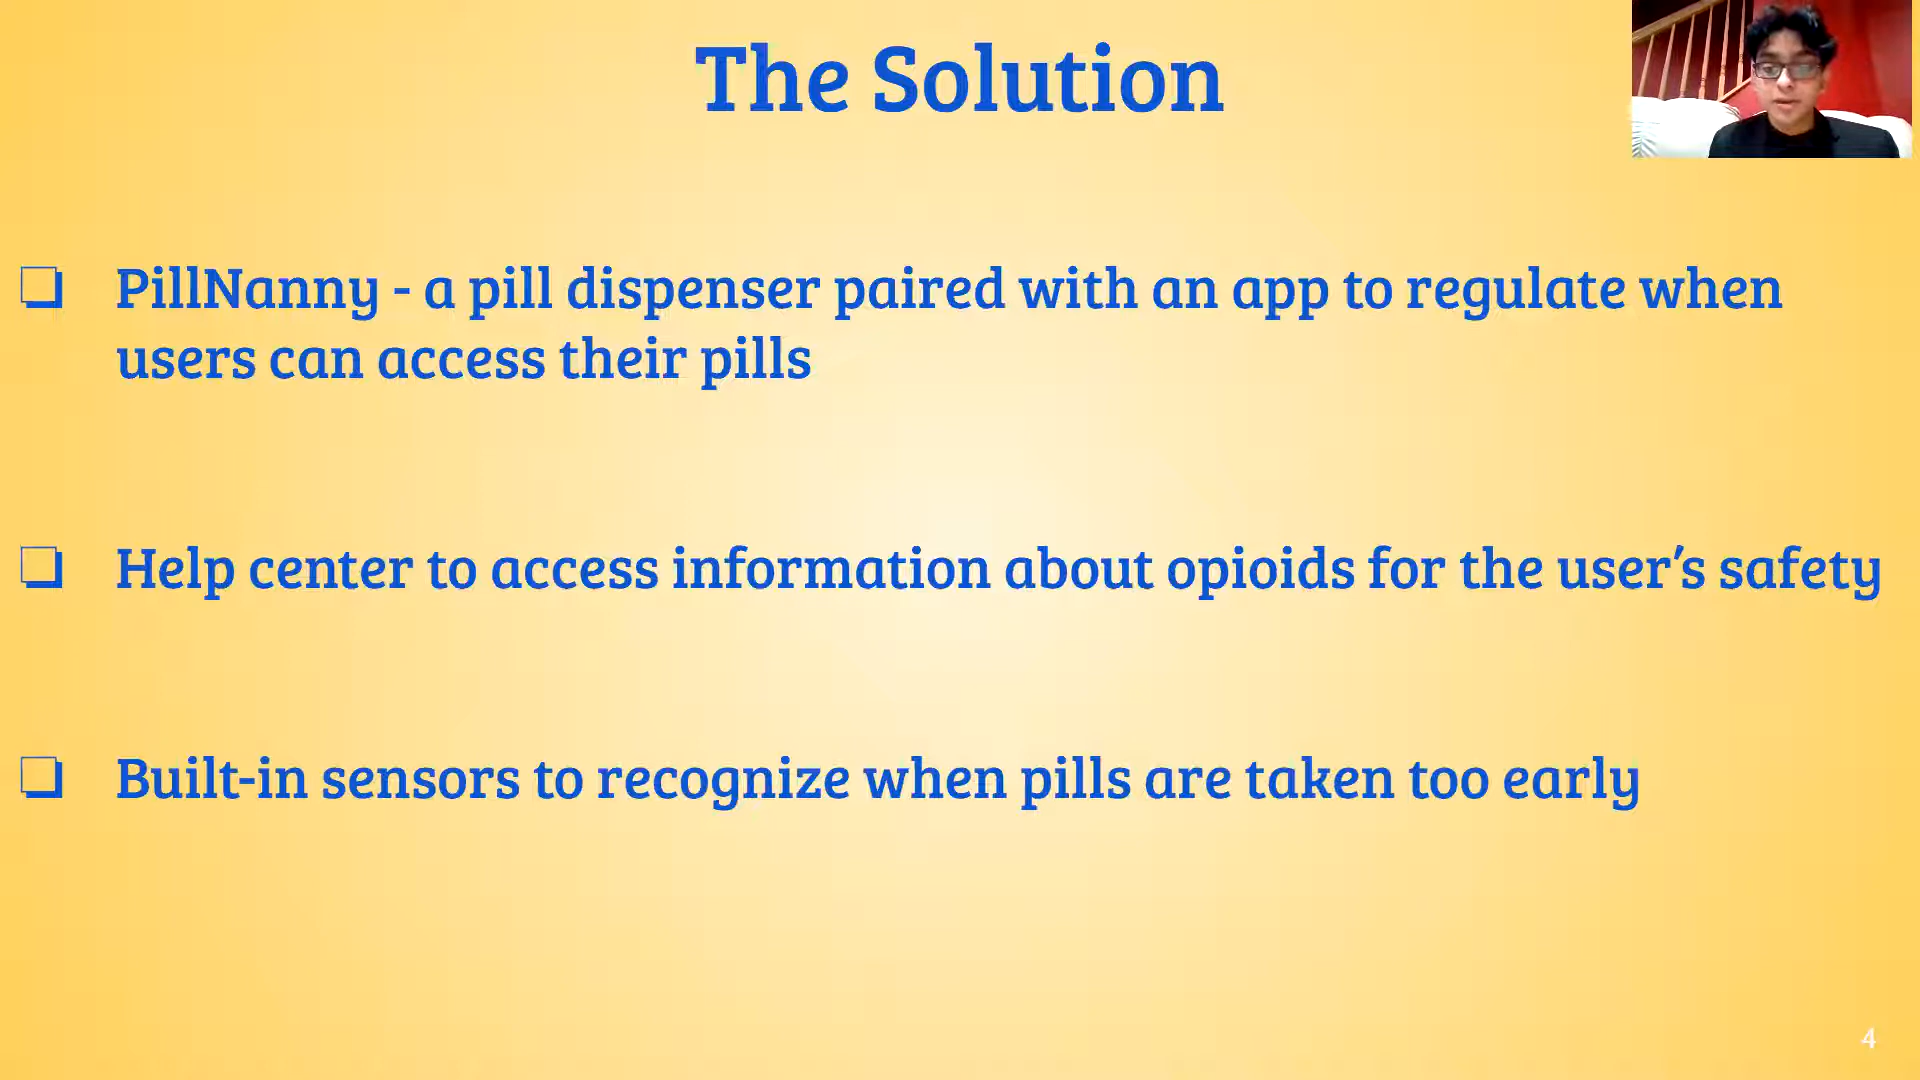 The Solution
❏ PillNanny - a pill dispenser paired with an app to regulate when
users can access their pills
❏ Help center to access information about opioids for the user’s safety
❏ Built-in sensors to recognize when pills are taken too early
4